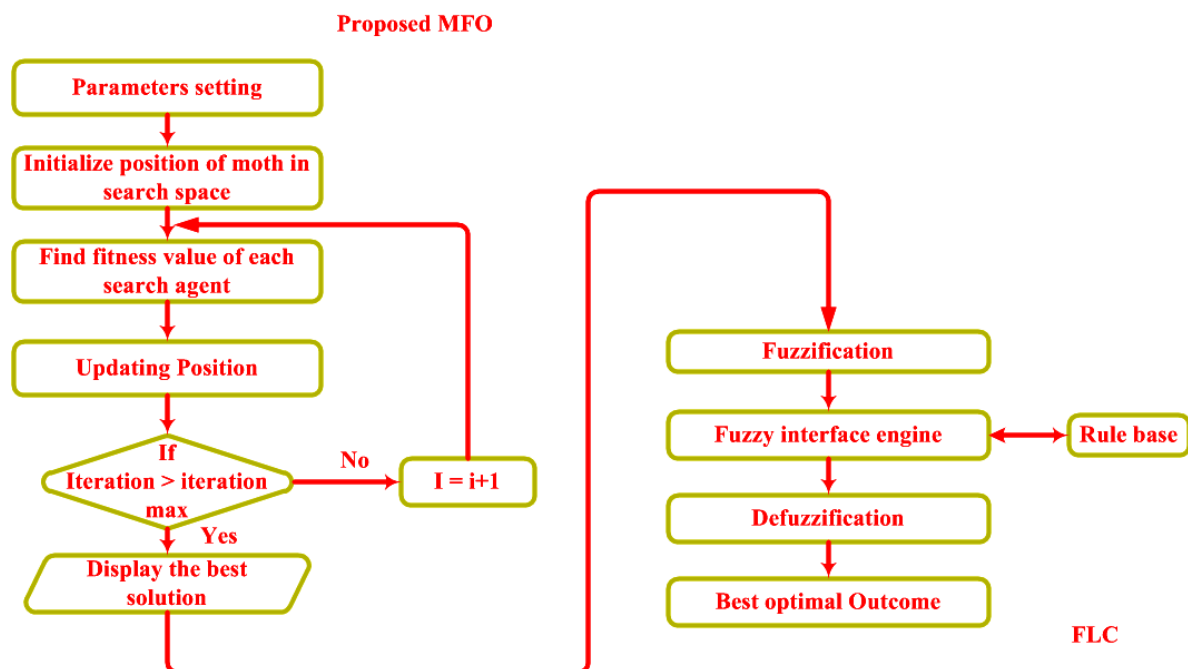 Proposed MFO
Parameters setting
Initialize position of moth in
search space
Find fitness value of each
search agent
Updating Position
If
Iteration > iteration
max
No
I = i+1
Yes
Display the best
solution
Fuzzification
Fuzzy interface engine
Rule base
Defuzzification
Best optimal Outcome
FLC